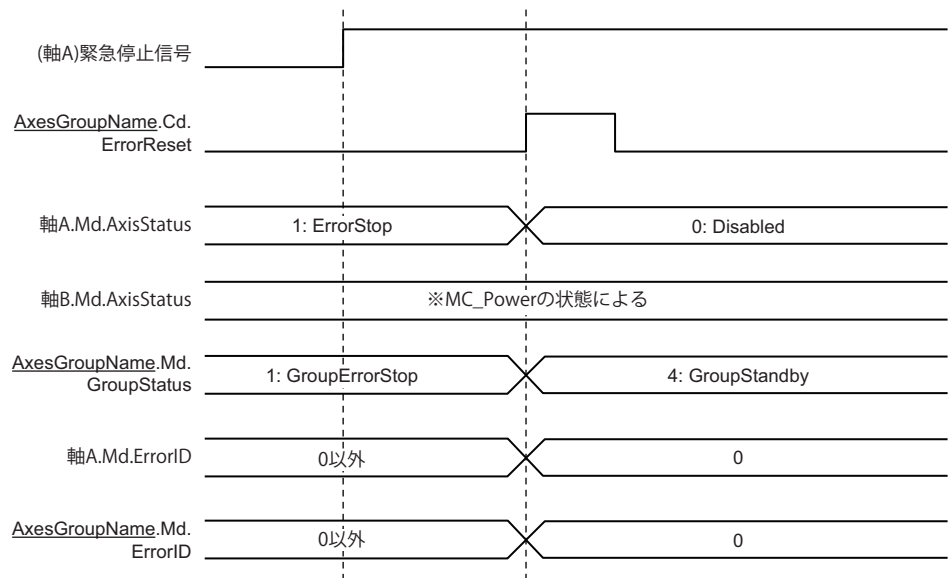 (軸A)緊急停止信号
AxesGroupName.Cd.
ErrorReset
軸A.Md.AxisStatus
1: ErrorStop
0: Disabled
軸B.Md.AxisStatus
※MC_Powerの状態による
AxesGroupName.Md.
GroupStatus
1: GroupErrorStop
4: GroupStandby
軸A.Md.ErrorID
0以外
0
AxesGroupName.Md.
ErrorID
0以外
0